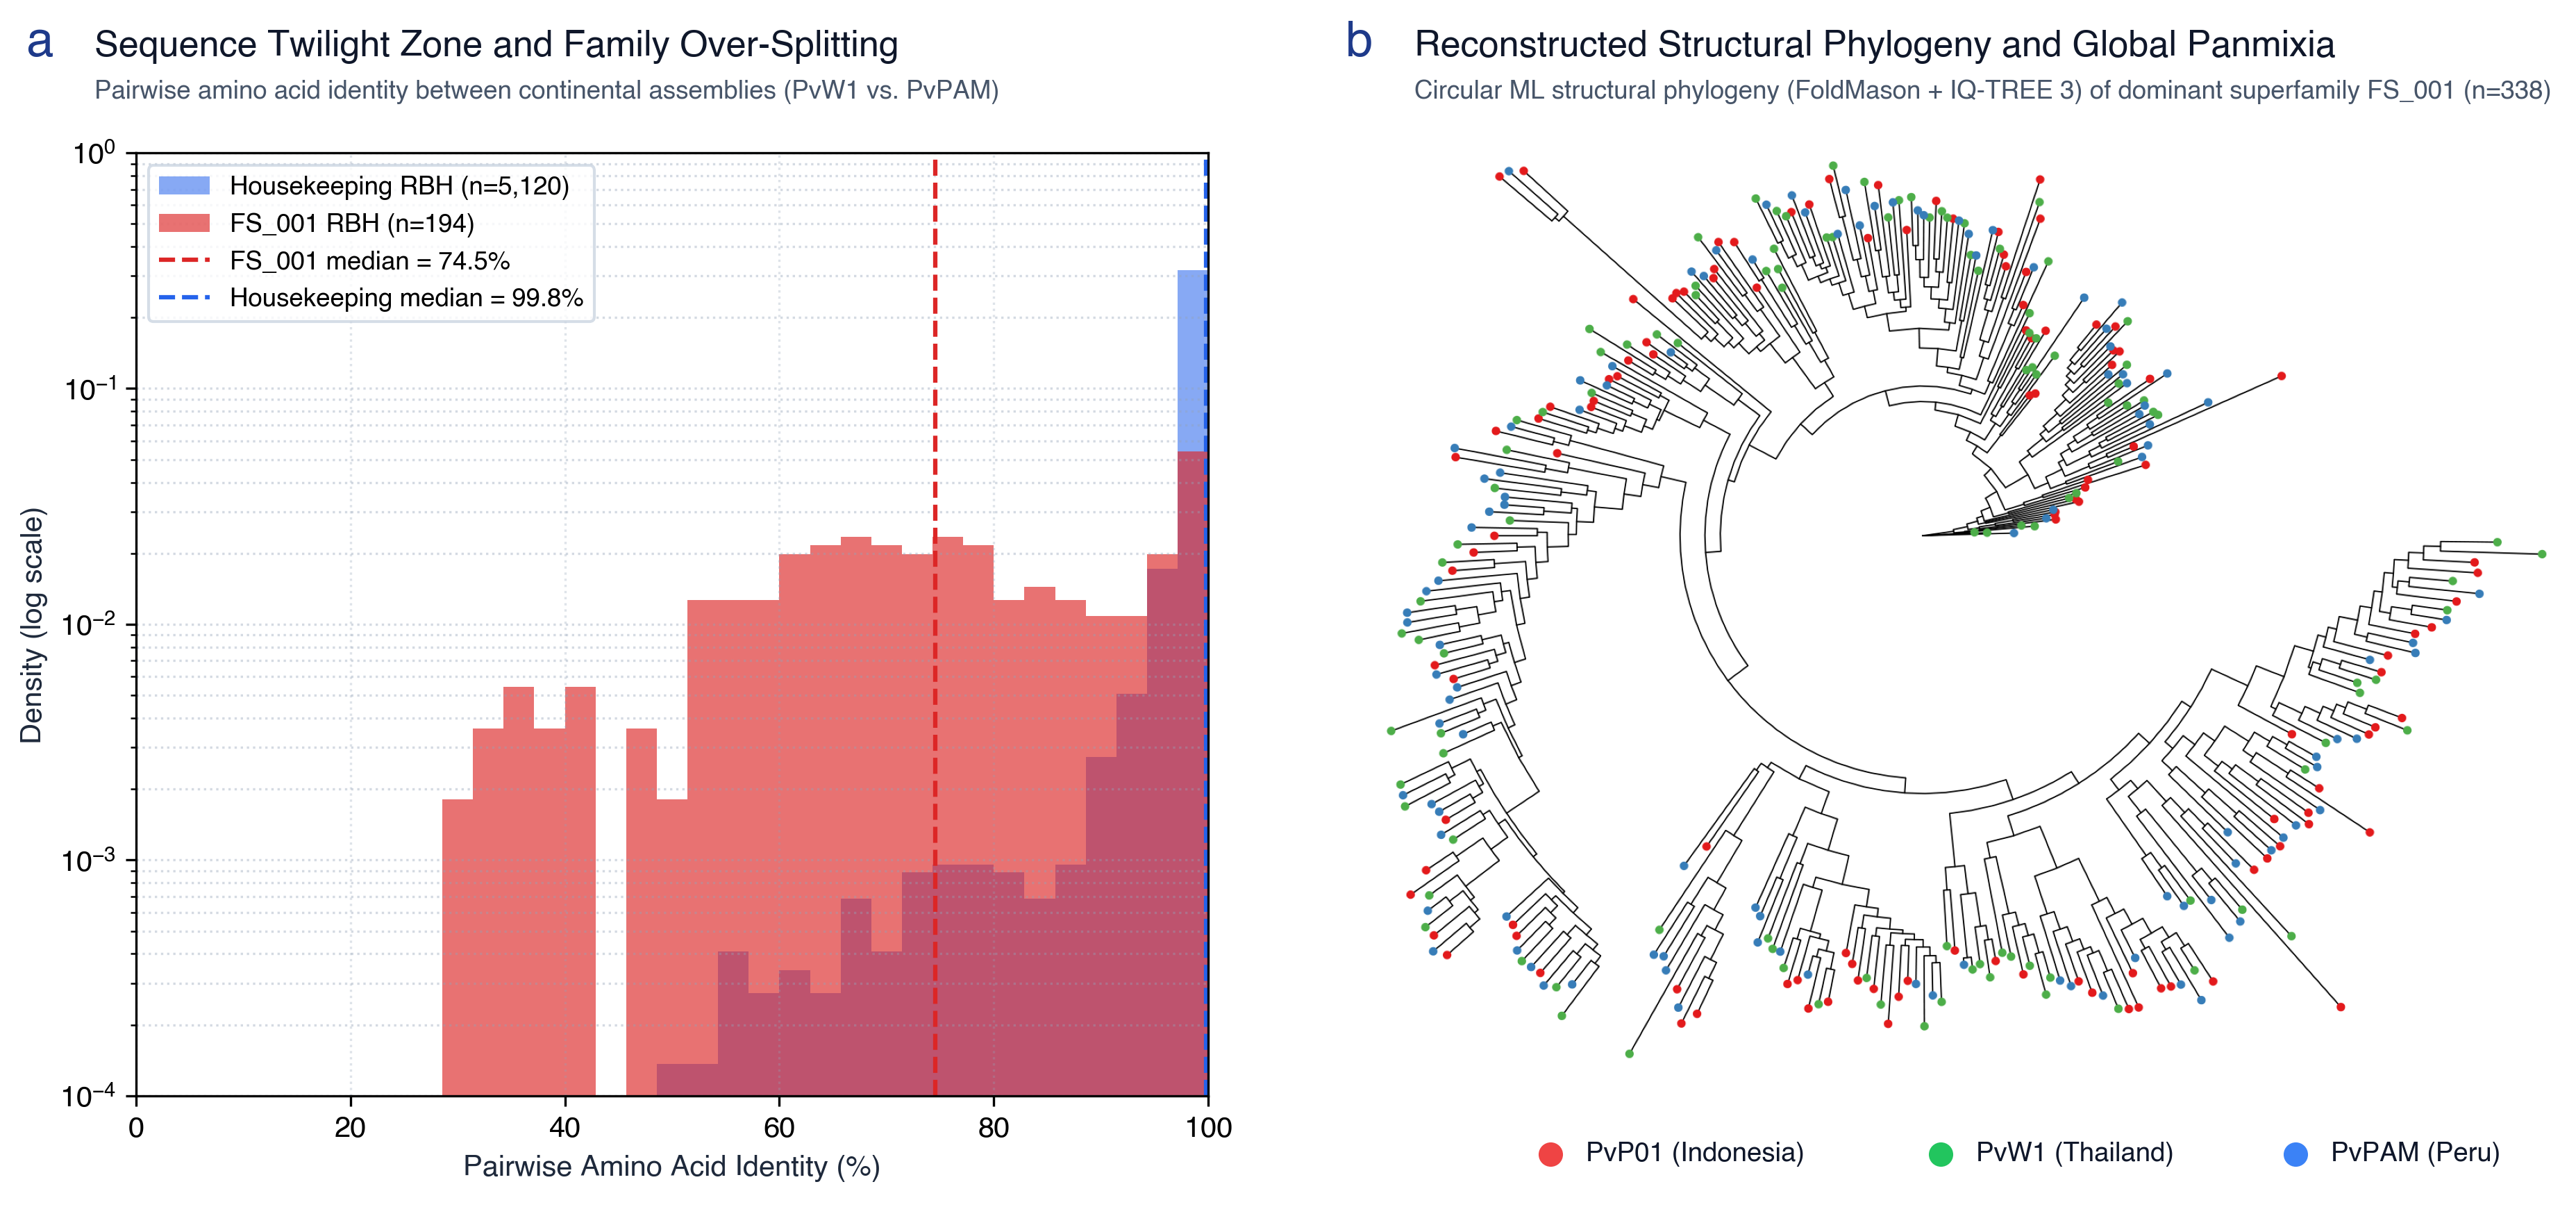 a
Sequence Twilight Zone and Family Over-Splitting
Pairwise amino acid identity between continental assemblies (PvW1 vs. PvPAM)
Housekeeping RBH (n=5,120)
FS_001 RBH (n=194)
FS_001 median = 74.5%
Housekeeping median = 99.8%
Density (log scale)
10⁰
10⁻¹
10⁻²
10⁻³
10⁻⁴
0 20 40 60 80 100
Pairwise Amino Acid Identity (%)
b
Reconstructed Structural Phylogeny and Global Panmixia
Circular ML structural phylogeny (FoldMason + IQ-TREE 3) of dominant superfamily FS_001 (n=338)
PvP01 (Indonesia) PvW1 (Thailand) PvPAM (Peru)